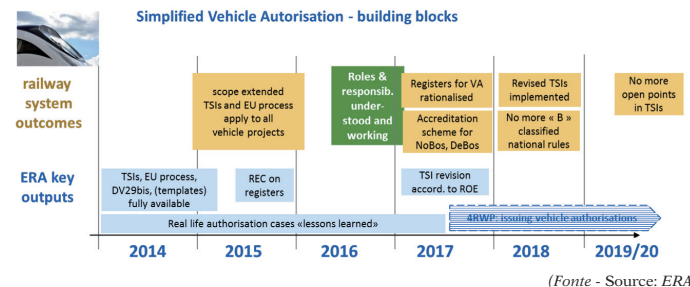 Simplified Vehicle Authorisation - building blocks
railway
system
outcomes
scope extended
TSIs and EU process
apply to all
vehicle projects
Roles &
responsib.
under-
stood and
working
Registers for VA
rationalised
Accreditation
scheme for
NoBos, DeBos
Revised TSIs
implemented
No more « B »
classified
national rules
No more
open points
in TSIs
ERA key
outputs
TSIs, EU process,
DV29bis, (templates)
fully available
REC on
registers
TSI revision
accord. to ROE
Real life authorisation cases «lessons learned»
4RWP: issuing vehicle authorisations
2014 2015 2016 2017 2018 2019/20
(Fonte - Source: ERA